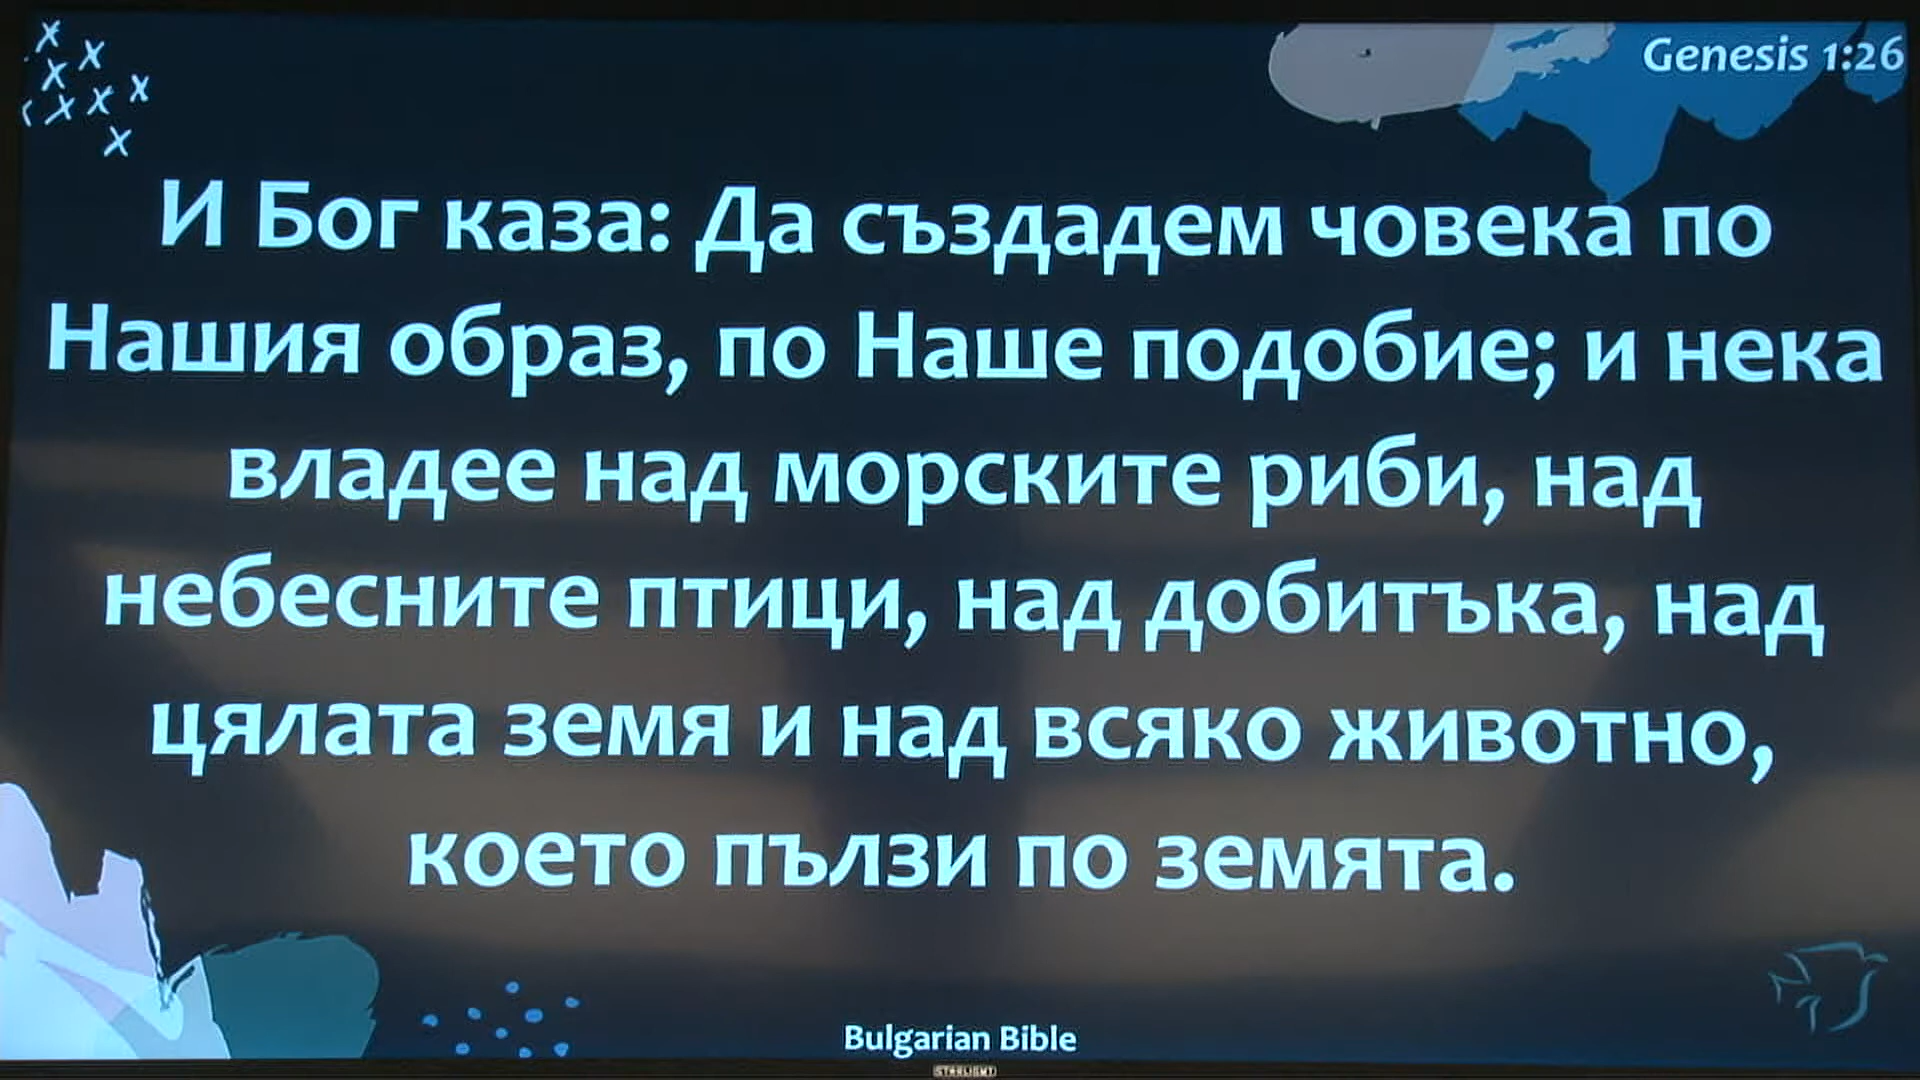 Genesis 1:26
И Бог каза: Да създадем човека по
Нашия образ, по Наше подобие; и нека
владее над морските риби, над
небесните птици, над добитъка, над
цялата земя и над всяко животно,
което пълзи по земята.
Bulgarian Bible
STARLIGHT